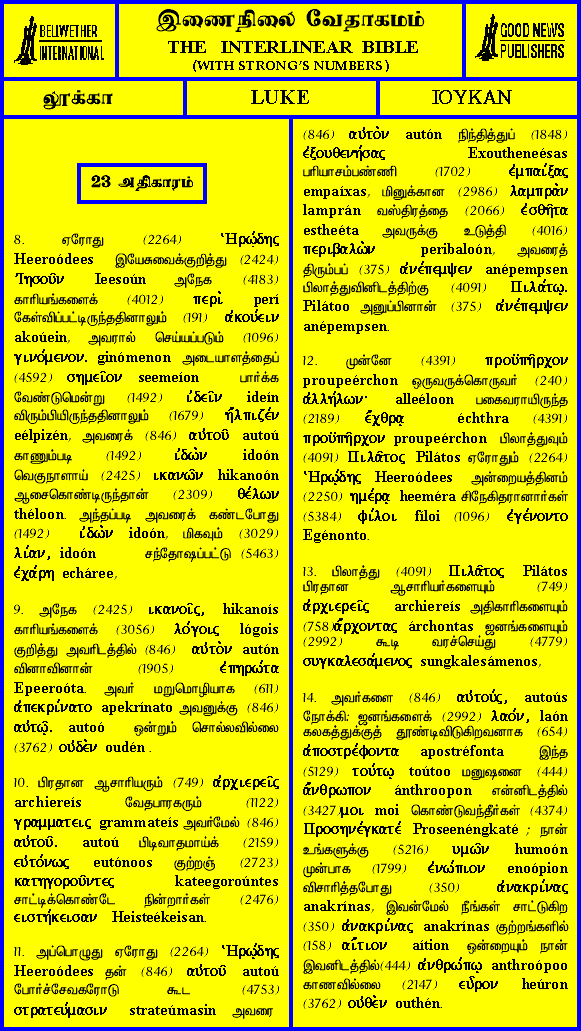 BELLWETHER
INTERNATIONAL
இணைநிலை வேதாகமம்
THE INTERLINEAR BIBLE
(WITH STRONG'S NUMBERS)
GOOD NEWS
PUBLISHERS
லூக்கா
LUKE
ΙΟΥΚΑΝ
23 அதிகாரம்
8. ஏரோது (2264) Ἡρῴδης
Heeroódees இயேசுவைக்குறித்து (2424)
Ἰησοῦν Ieesoún அநேக (4183)
காரியங்களைக் (4012) περὶ perí
கேள்விப்பட்டிருந்ததினாலும் (191) ἀκούειν
akoúein, அவரால் செய்யப்படும் (1096)
γινόμενον. ginómenon அடையாளத்தைப்
(4592) σημεῖον seemeíon பார்க்க
வேண்டுமென்று (1492) ἰδεῖν ideín
விரும்பியிருந்ததினாலும் (1679) ἤλπιζέν
eélpizén, அவரைக் (846) αὐτοῦ autoú
காணும்படி (1492) ἰδὼν idoón
வெகுநாளாய் (2425) ικανῶν hikanoón
ஆசைகொண்டிருந்தான் (2309) θέλων
théloon. அந்தப்படி அவரைக் கண்டபோது
(1492) ἰδὼν idoón, மிகவும் (3029)
λίαν, idoón சந்தோஷப்பட்டு (5463)
ἐχάρη echáree,
9. அநேக (2425) ικανοῖς, hikanoís
காரியங்களைக் (3056) λόγοις lógois
குறித்து அவரிடத்தில் (846) αὐτὸν autón
வினாவினான் (1905) ἐπηρώτα
Epeeroóta. அவர் மறுமொழியாக (611)
ἀπεκρίνατο apekrínato அவனுக்கு (846)
αὐτῷ. autoó ஒன்றும் சொல்லவில்லை
(3762) οὐδὲν oudén .
10. பிரதான ஆசாரியரும் (749) ἀρχιερεῖς
archiereís வேதபாரகரும் (1122)
γραμματεις grammateís அவர்மேல் (846)
αὐτοῦ. autoú பிடிவாதமாய்க் (2159)
εὐτόνως eutónoos குற்றஞ் (2723)
κατηγοροῦντες kateegoroúntes
சாட்டிக்கொண்டே நின்றார்கள் (2476)
ειστήκεισαν Heisteékeisan.
11. அப்பொழுது ஏரோது (2264) Ἡρῴδης
Heeroódees தன் (846) αὐτοῦ autoú
போர்ச்சேவகரோடு கூட (4753)
στρατεύμασιν strateúmasin அவரை
(846) αὐτὸν autón நிந்தித்துப் (1848)
ἐξουθενήσας Exoutheneésas
பரியாசம்பண்ணி (1702) ἐμπαίξας
empaíxas, மினுக்கான (2986) λαμπρὰν
lamprán வஸ்திரத்தை (2066) ἐσθῆτα
estheéta அவருக்கு உடுத்தி (4016)
περιβαλὼν peribaloón, அவரைத்
திரும்பப் (375) ἀνέπεμψεν anépempsen
பிலாத்துவினிடத்திற்கு (4091) Πιλάτῳ.
Pilátoo அனுப்பினான் (375) ἀνέπεμψεν
anépempsen.
12. முன்னே (4391) προϋπῆρχον
proupeérchon ஒருவருக்கொருவர் (240)
ἀλλήλων· alleéloon பகைவராயிருந்த
(2189) ἔχθρᾳ échthra (4391)
προϋπῆρχον proupeérchon பிலாத்துவும்
(4091) Πιλᾶτος Pilátos ஏரோதும் (2264)
Ἡρῴδης Heeroódees அன்றையத்தினம்
(2250) ημέρᾳ heeméra சிநேகிதரானார்கள்
(5384) φίλοι filoi (1096) ἐγένοντο
Egénonto.
13. பிலாத்து (4091) Πιλᾶτος Pilátos
பிரதான ஆசாரியர்களையும் (749)
ἀρχιερεῖς archiereís அதிகாரிகளையும்
(758)ἄρχοντας árchontas ஜனங்களையும்
(2992) கூடி வரச்செய்து (4779)
συγκαλεσάμενος sungkalesámenos,
14. அவர்களை (846) αὐτούς, autoús
நோக்கி: ஜனங்களைக் (2992) λαόν, laón
கலகத்துக்குத் தூண்டிவிடுகிறவனாக (654)
ἀποστρέφοντα apostréfonta இந்த
(5129) τούτῳ toútoo மனுஷனை (444)
ἄνθρωπον ánthroopon என்னிடத்தில்
(3427)μοι moi கொண்டுவந்தீர்கள் (4374)
Προσηνέγκατέ Proseenéngkaté ; நான்
உங்களுக்கு (5216) υμῶν humoón
முன்பாக (1799) ἐνώπιον enoópion
விசாரித்தபோது (350) ἀνακρίνας
anakrínas, இவன்மேல் நீங்கள் சாட்டுகிற
(350) ἀνακρίνας anakrínas குற்றங்களில்
(158) αἴτιον aítion ஒன்றையும் நான்
இவனிடத்தில்(444) ἀνθρώπῳ anthroópoo
காணவில்லை (2147) εὗρον heúron
(3762) οὐθὲν outhén.